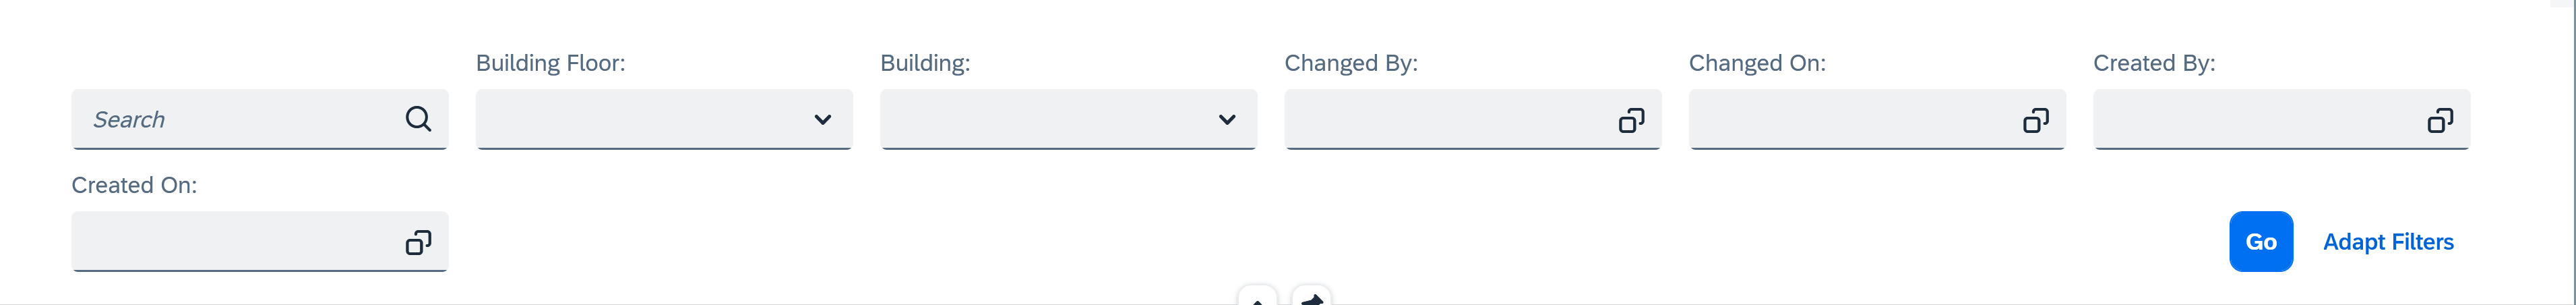 Building Floor: Building: Changed By: Changed On: Created By:
Search
Created On:
Go Adapt Filters